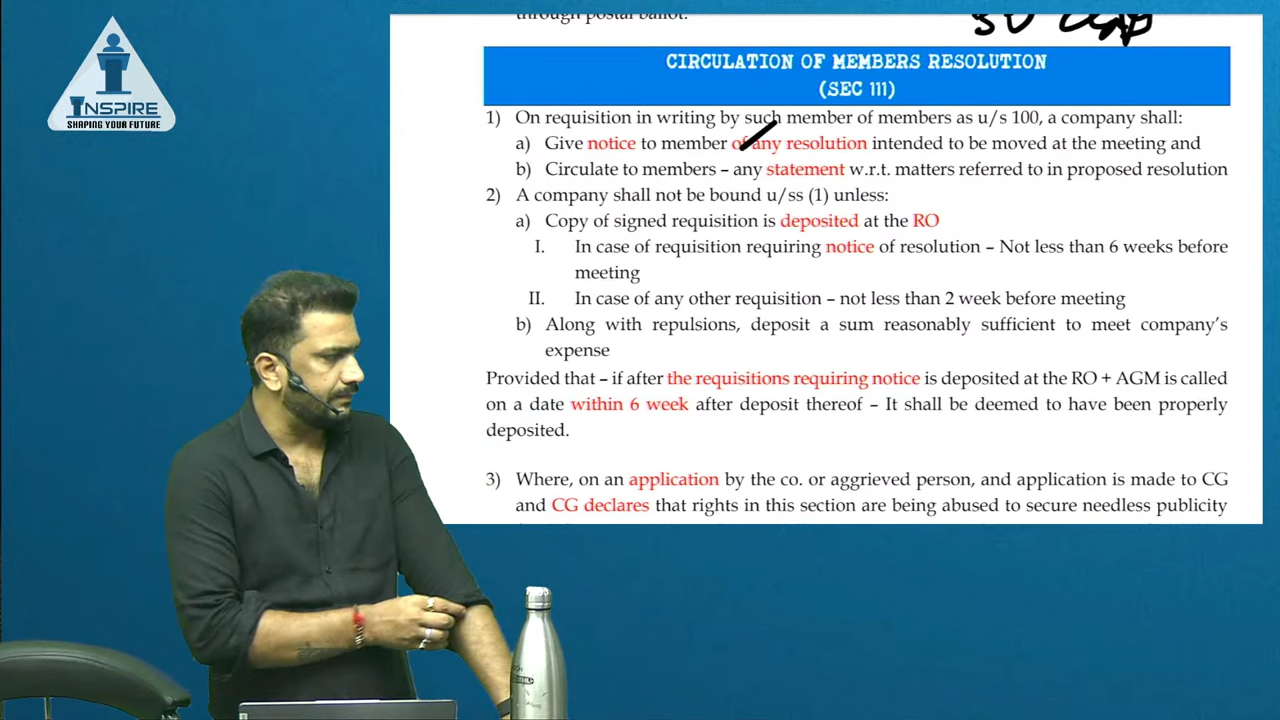 through postal ballot.
INSPIRE
SHAPING YOUR FUTURE
CIRCULATION OF MEMBERS RESOLUTION
(SEC 111)
1) On requisition in writing by such member of members as u/s 100, a company shall:
a) Give notice to member of any resolution intended to be moved at the meeting and
b) Circulate to members – any statement w.r.t. matters referred to in proposed resolution
2) A company shall not be bound u/ss (1) unless:
a) Copy of signed requisition is deposited at the RO
I. In case of requisition requiring notice of resolution – Not less than 6 weeks before
meeting
II. In case of any other requisition – not less than 2 week before meeting
b) Along with repulsions, deposit a sum reasonably sufficient to meet company's
expense
Provided that – if after the requisitions requiring notice is deposited at the RO + AGM is called
on a date within 6 week after deposit thereof – It shall be deemed to have been properly
deposited.
3) Where, on an application by the co. or aggrieved person, and application is made to CG
and CG declares that rights in this section are being abused to secure needless publicity